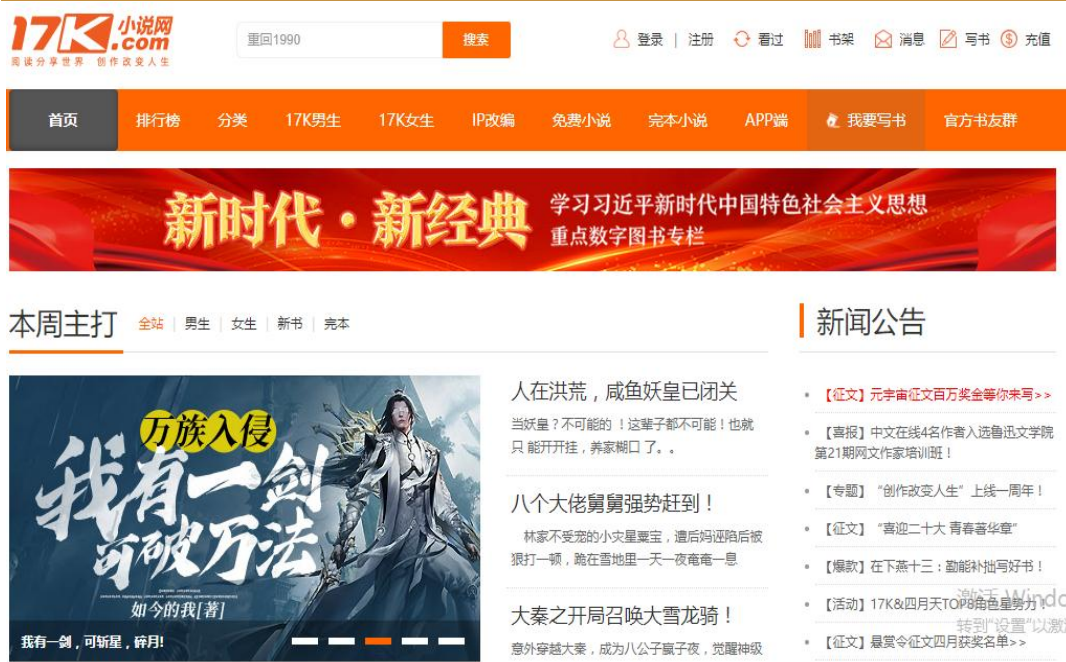 17K小说网
.com
阅读分享世界 创作改变人生
重回1990
搜索
登录 | 注册
看过
书架
消息
写书
充值
首页
排行榜
分类
17K男生
17K女生
IP改编
免费小说
完本小说
APP端
我要写书
官方书友群
新时代·新经典
学习习近平新时代中国特色社会主义思想
重点数字图书专栏
本周主打
全站 | 男生 | 女生 | 新书 | 完本
万族入侵
我有一剑
可破万法
如今的我[著]
我有一剑，可斩星，碎月!
人在洪荒，咸鱼妖皇已闭关
当妖皇？不可能的 ！这辈子都不可能！也就
只 能开开挂，养家糊口 了。。
八个大佬舅舅强势赶到！
林家不受宠的小灾星粟宝，遭后妈诬陷后被
狠打一顿，跪在雪地里一天一夜奄奄一息
大秦之开局召唤大雪龙骑！
意外穿越大秦，成为八公子嬴子夜，觉醒神级
新闻公告
【征文】元宇宙征文百万奖金等你来写>>
【喜报】中文在线4名作者入选鲁迅文学院
第21期网文作家培训班！
【专题】“创作改变人生”上线一周年！
【征文】“喜迎二十大 青春著华章”
【爆款】在下燕十三：勤能补拙写好书！
【活动】17K&四月天TOP8角色星势力！
【征文】悬赏令征文四月获奖名单>>
激活 Windo
转到“设置”以激